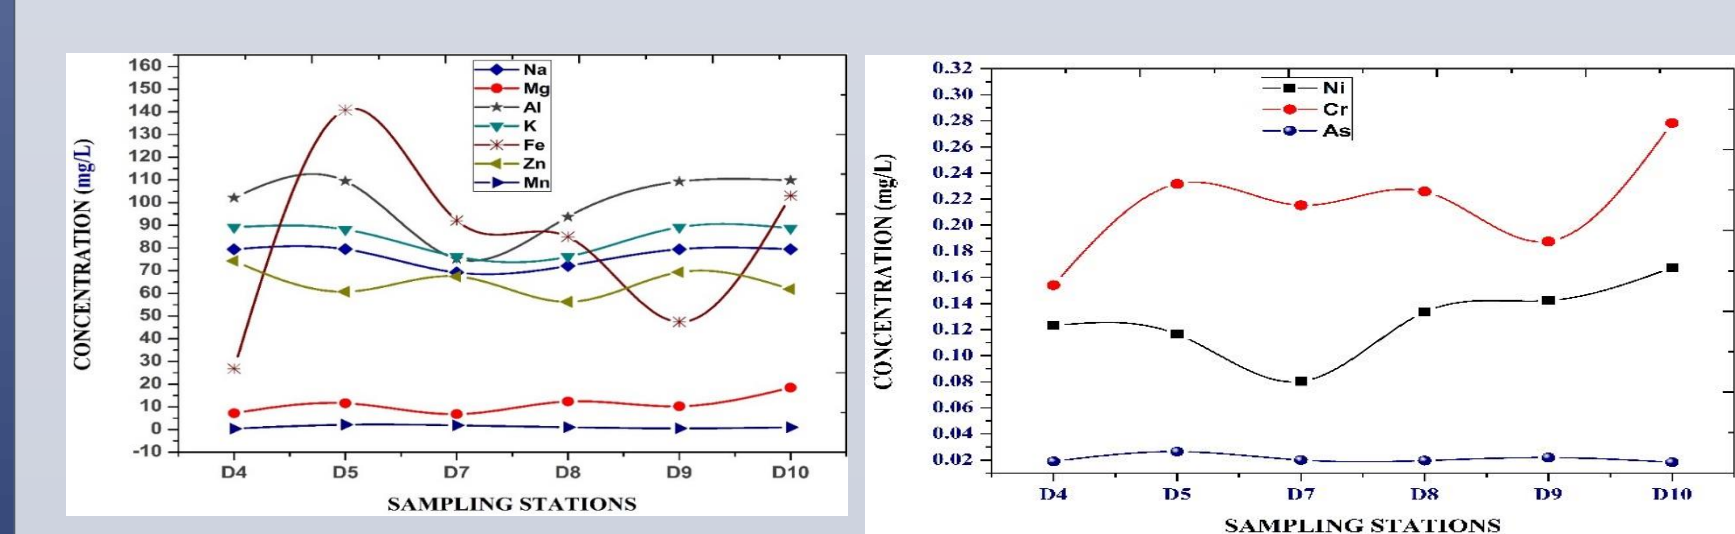 160
150
140
130
120
110
100
90
80
70
60
50
40
30
20
10
0
-10
CONCENTRATION (mg/L)
Na
Mg
Al
K
Fe
Zn
Mn
D4 D5 D7 D8 D9 D10
SAMPLING STATIONS
0.32
0.30
0.28
0.26
0.24
0.22
0.20
0.18
0.16
0.14
0.12
0.10
0.08
0.06
0.04
0.02
CONCENTRATION (mg/L)
Ni
Cr
As
D4 D5 D7 D8 D9 D10
SAMPLING STATIONS